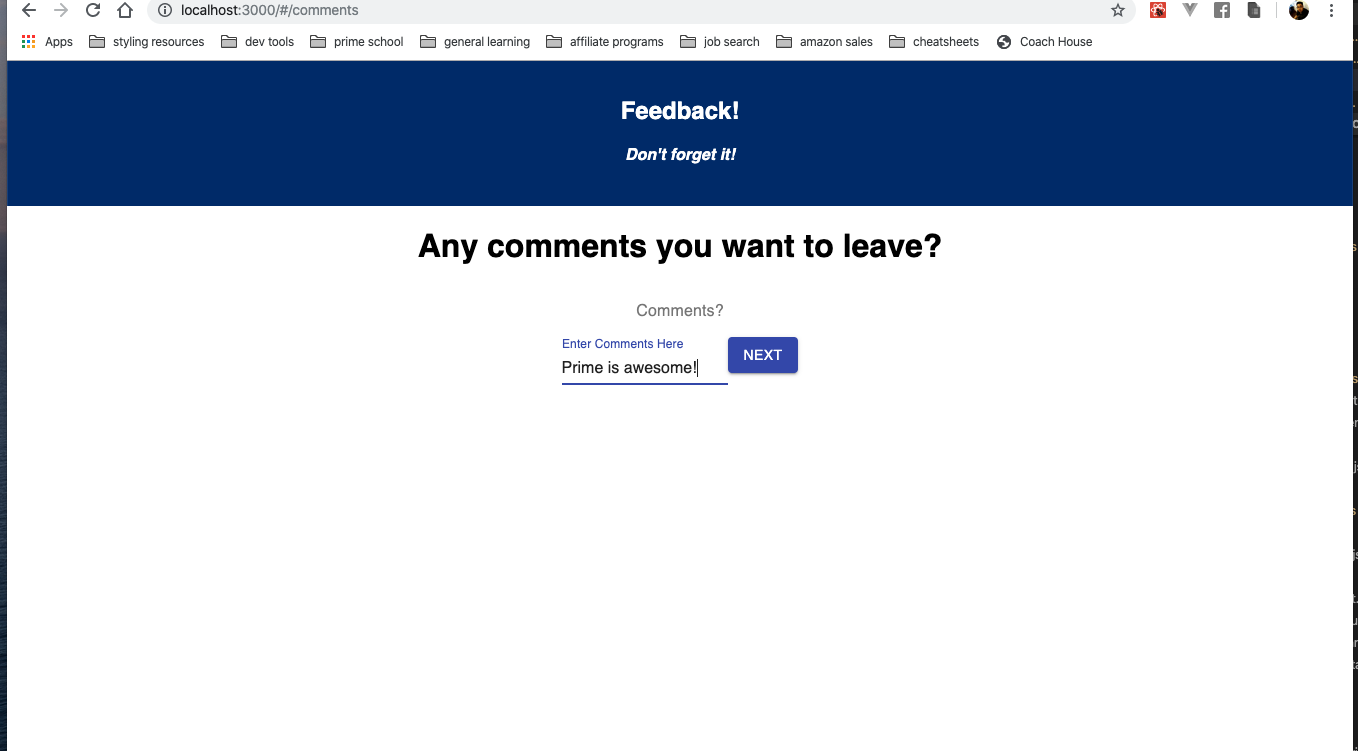 localhost:3000/#/comments
Apps styling resources dev tools prime school general learning affiliate programs job search amazon sales cheatsheets Coach House
Feedback!
Don't forget it!
Any comments you want to leave?
Comments?
Enter Comments Here
Prime is awesome!
NEXT